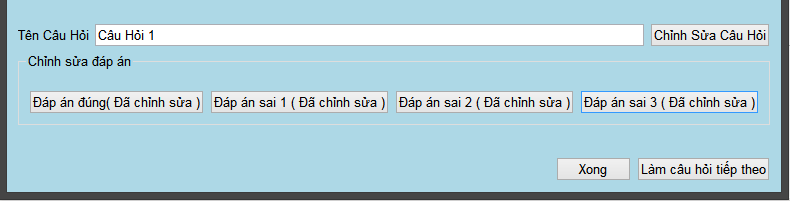 Tên Câu Hỏi Câu Hỏi 1 Chỉnh Sửa Câu Hỏi
Chỉnh sửa đáp án
Đáp án đúng( Đã chỉnh sửa ) Đáp án sai 1 ( Đã chỉnh sửa ) Đáp án sai 2 ( Đã chỉnh sửa ) Đáp án sai 3 ( Đã chỉnh sửa )
Xong Làm câu hỏi tiếp theo